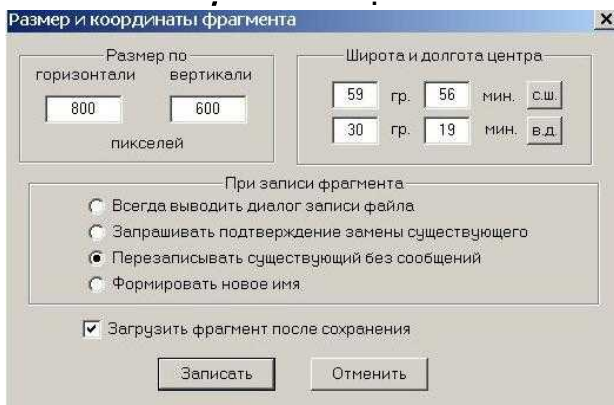 Размер и координаты фрагмента
Размер по
горизонтали вертикали
800 600
пикселей
Широта и долгота центра
59 гр. 56 мин. с.ш.
30 гр. 19 мин. в.д.
При записи фрагмента
Всегда выводить диалог записи файла
Запрашивать подтверждение замены существующего
Перезаписывать существующий без сообщений
Формировать новое имя
Загрузить фрагмент после сохранения
Записать Отменить